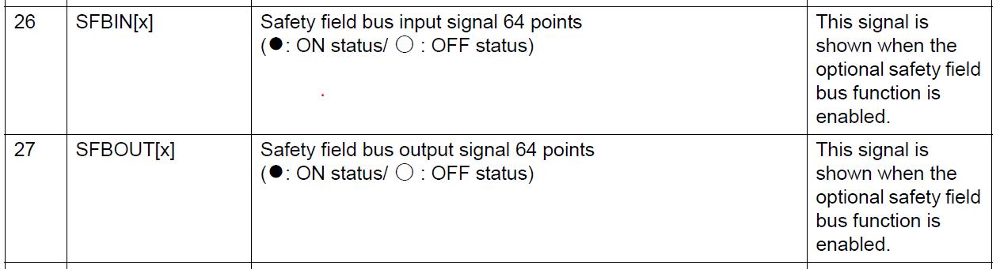 26
SFBIN[x]
Safety field bus input signal 64 points
(●: ON status/ ○ : OFF status)
This signal is
shown when the
optional safety field
bus function is
enabled.
27
SFBOUT[x]
Safety field bus output signal 64 points
(●: ON status/ ○ : OFF status)
This signal is
shown when the
optional safety field
bus function is
enabled.